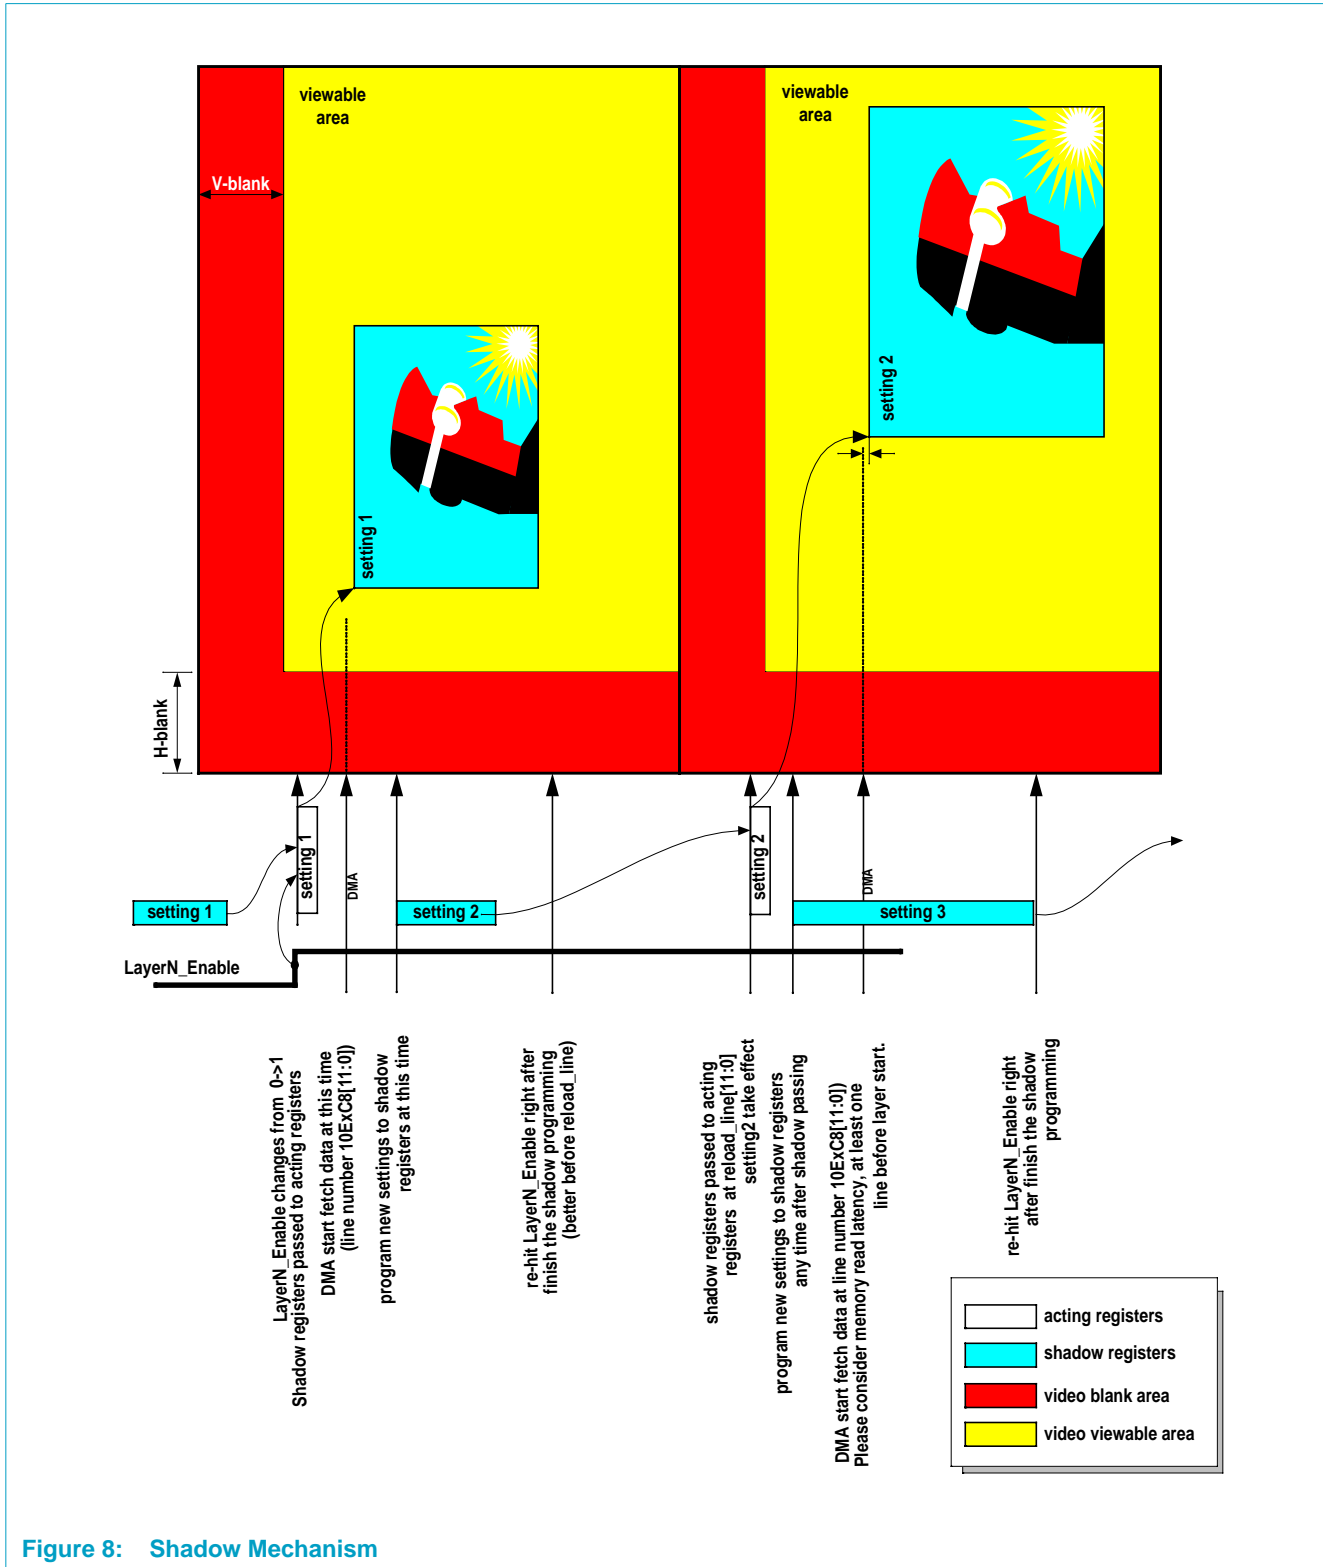 viewable
area
viewable
area
V-blank
setting 2
setting 1
H-blank
setting 1
setting 2
DMA
DMA
setting 1
setting 2
setting 3
LayerN_Enable
LayerN_Enable changes from 0->1
Shadow registers passed to acting registers
DMA start fetch data at this time
(line number 10ExC8[11:0])
program new settings to shadow
registers at this time
re-hit LayerN_Enable right after
finish the shadow programming
(better before reload_line)
shadow registers passed to acting
registers at reload_line[11:0]
setting2 take effect
program new settings to shadow registers
any time after shadow passing
DMA start fetch data at line number 10ExC8[11:0])
Please consider memory read latency, at least one
line before layer start.
re-hit LayerN_Enable right
after finish the shadow
programming
acting registers
shadow registers
video blank area
video viewable area
Figure 8: Shadow Mechanism